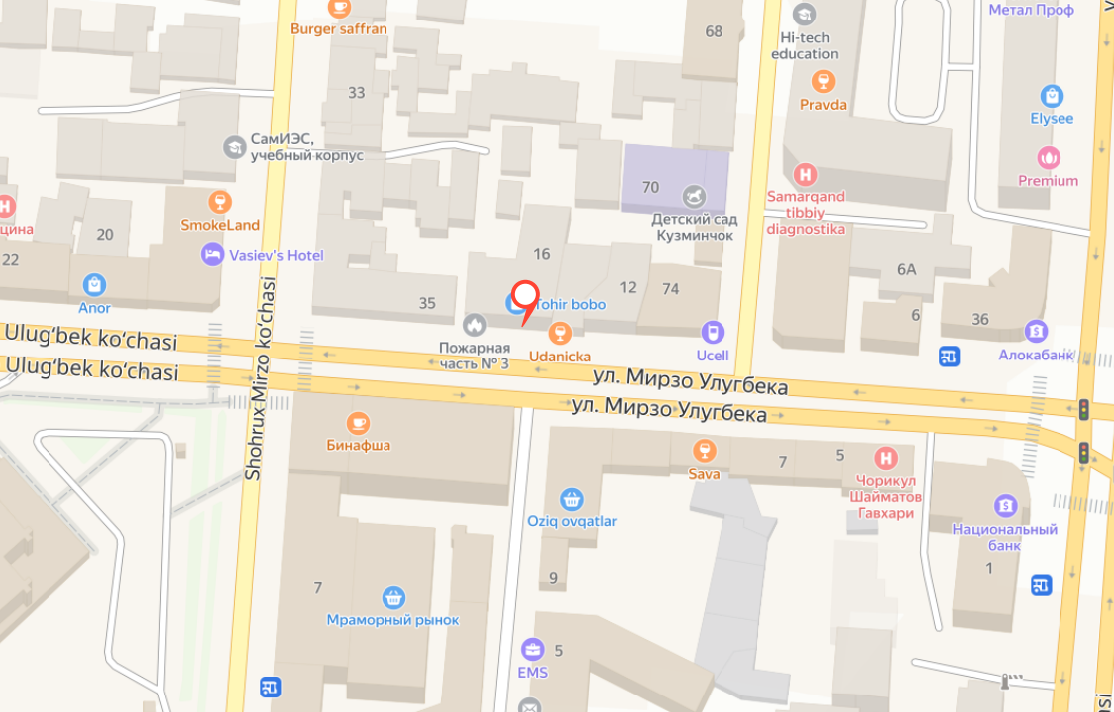 Burger saffran
68
Метал Проф
Hi-tech
education
33
Pravda
Elysee
СамИЭС,
учебный корпус
Premium
70
Samarqand
tibbiy
diagnostika
SmokeLand
Детский сад
Кузминчок
цина
20
22
Vasiev's Hotel
16
6A
Anor
35
Tohir bobo
12
74
6
36
Ulug‘bek ko‘chasi
Пожарная
часть № 3
Udanicka
Ucell
Алокабанк
Ulug‘bek ko‘chasi
ул. Мирзо Улугбека
ул. Мирзо Улугбека
Shohrux Mirzo ko‘chasi
Бинафша
Sava
7
5
Чорикул
Шайматов
Гавхари
Oziq ovqatlar
Национальный
банк
9
1
7
Мраморный рынок
5
EMS